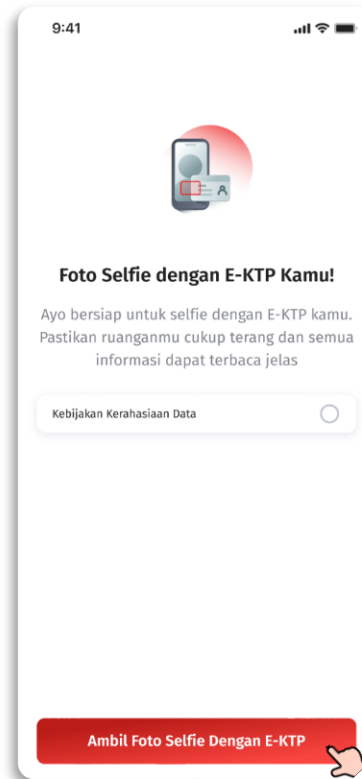 9:41
Foto Selfie dengan E-KTP Kamu!
Ayo bersiap untuk selfie dengan E-KTP kamu.
Pastikan ruanganmu cukup terang dan semua
informasi dapat terbaca jelas
Kebijakan Kerahasiaan Data
Ambil Foto Selfie Dengan E-KTP